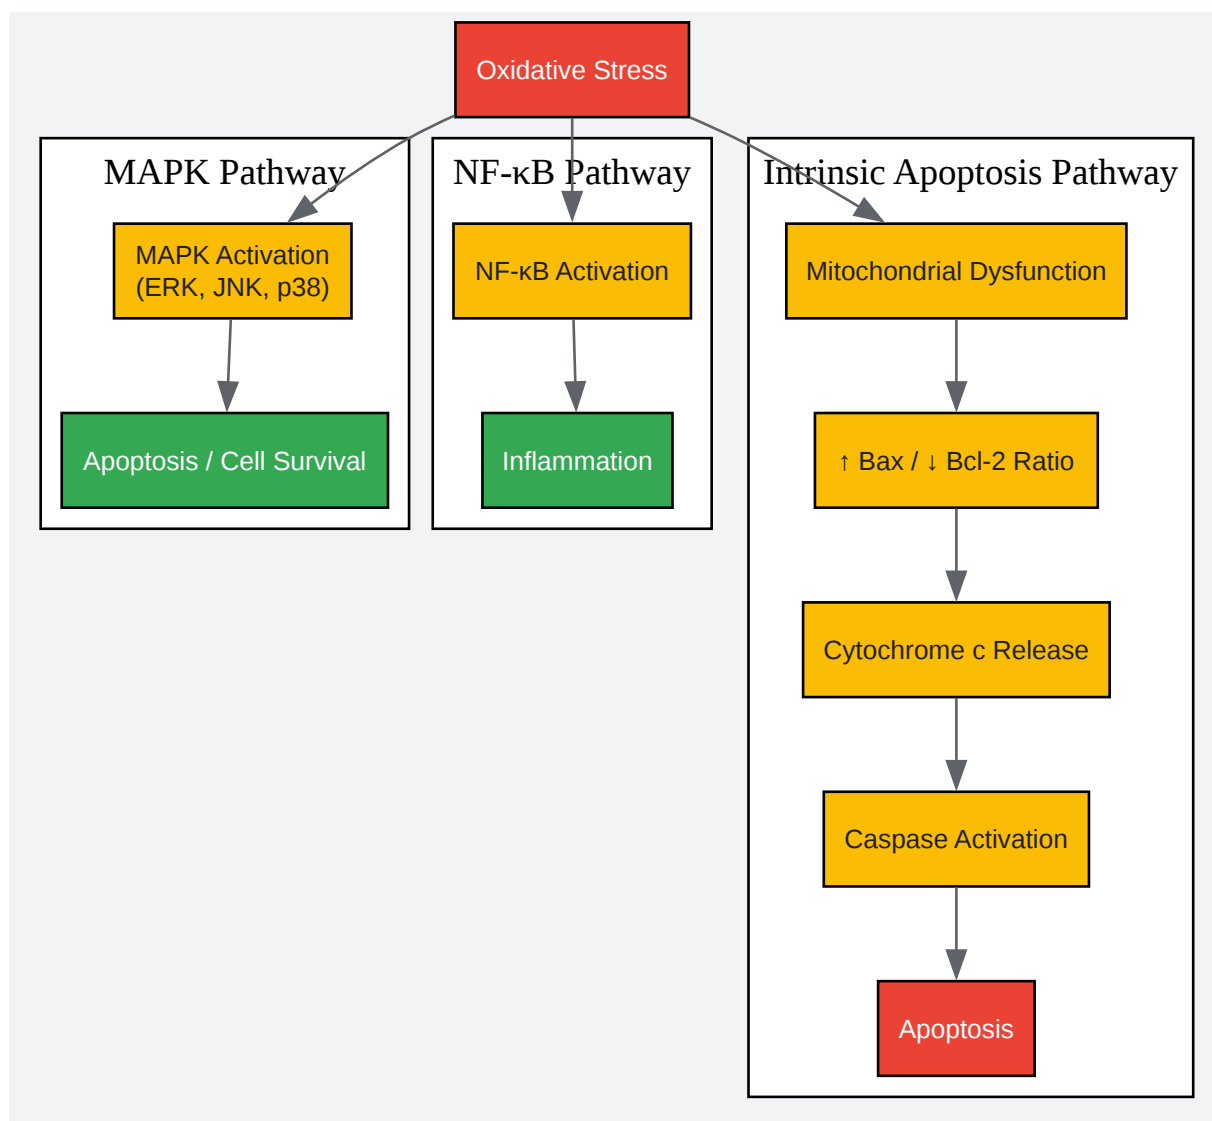 Oxidative Stress
MAPK Pathway
MAPK Activation
(ERK, JNK, p38)
Apoptosis / Cell Survival
NF-κB Pathway
NF-κB Activation
Inflammation
Intrinsic Apoptosis Pathway
Mitochondrial Dysfunction
↑ Bax / ↓ Bcl-2 Ratio
Cytochrome c Release
Caspase Activation
Apoptosis